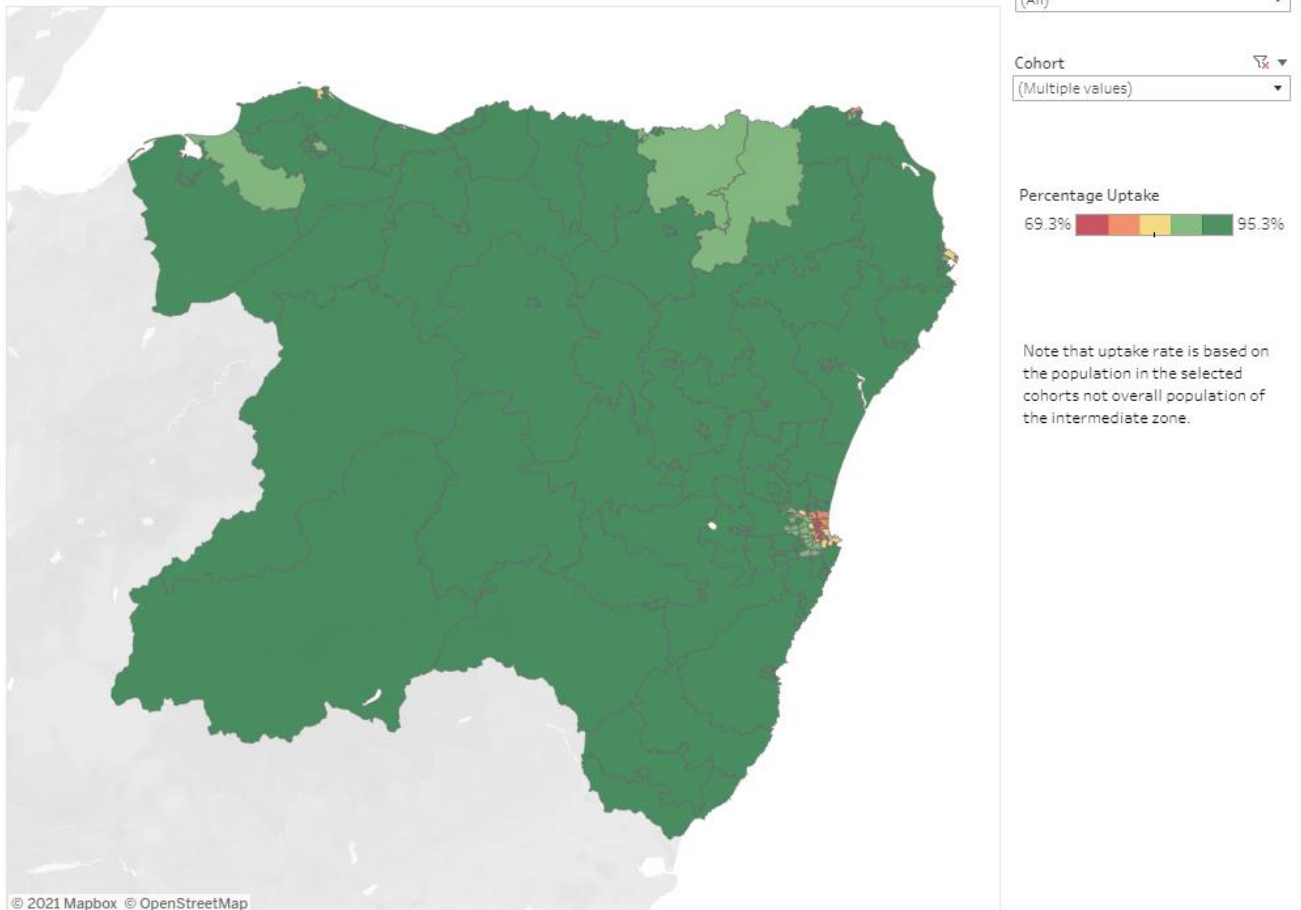 (All)
Cohort
(Multiple values)
Percentage Uptake
69.3% 95.3%
Note that uptake rate is based on
the population in the selected
cohorts not overall population of
the intermediate zone.
© 2021 Mapbox © OpenStreetMap